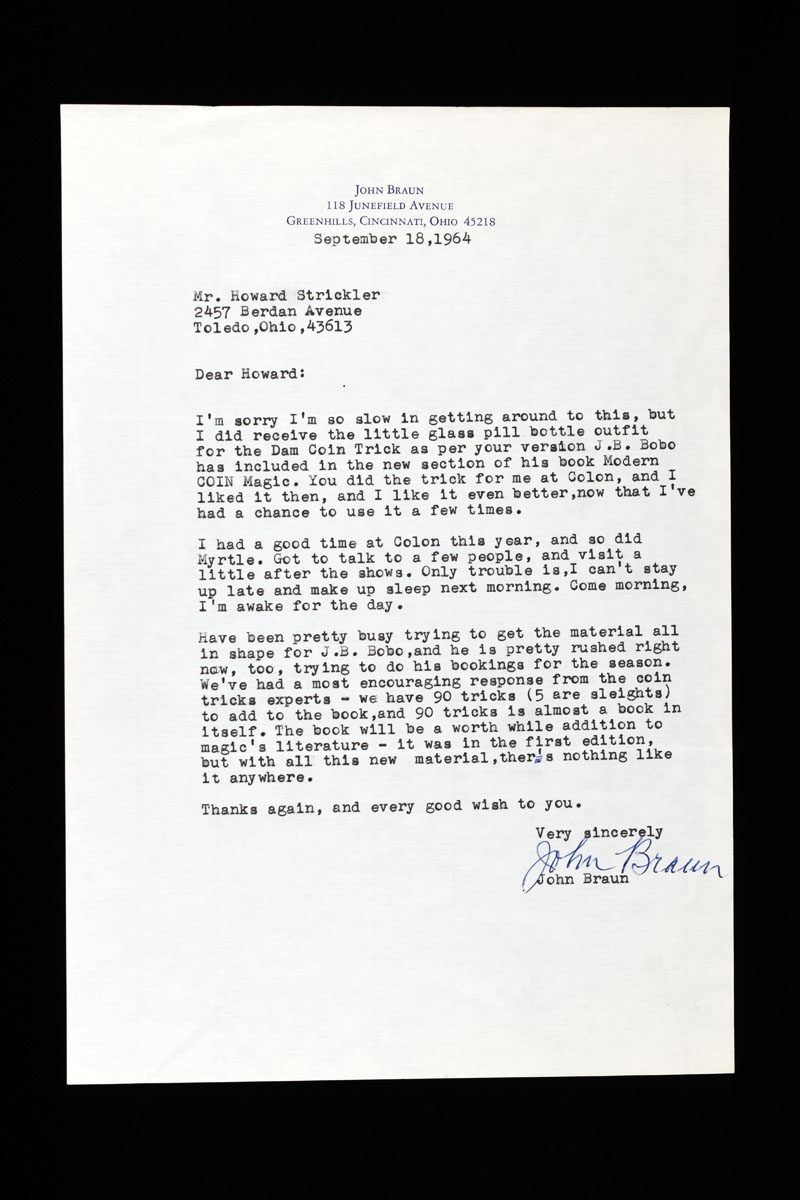 John Braun
118 Junefield Avenue
Greenhills, Cincinnati, Ohio 45218
September 18,1964
Mr. Howard Strickler
2457 Berdan Avenue
Toledo,Ohio,43613
Dear Howard:
I'm sorry I'm so slow in getting around to this, but
I did receive the little glass pill bottle outfit
for the Dam Coin Trick as per your version J.B. Bobo
has included in the new section of his book Modern
COIN Magic. You did the trick for me at Colon, and I
liked it then, and I like it even better,now that I've
had a chance to use it a few times.
I had a good time at Colon this year, and so did
Myrtle. Got to talk to a few people, and visit a
little after the shows. Only trouble is,I can't stay
up late and make up sleep next morning. Come morning,
I'm awake for the day.
Have been pretty busy trying to get the material all
in shape for J.B. Bobo,and he is pretty rushed right
now, too, trying to do his bookings for the season.
We've had a most encouraging response from the coin
tricks experts - we have 90 tricks (5 are sleights)
to add to the book,and 90 tricks is almost a book in
itself. The book will be a worth while addition to
magic's literature - it was in the first edition,
but with all this new material,ther's nothing like
it anywhere.
Thanks again, and every good wish to you.
Very sincerely
John Braun
John Braun